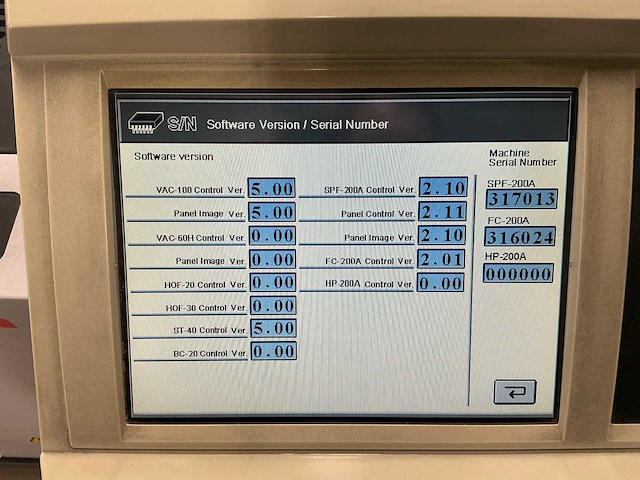 S/N Software Version / Serial Number
Software version
VAC-100 Control Ver. 5.00
Panel Image Ver. 5.00
VAC-60H Control Ver. 0.00
Panel Image Ver. 0.00
HOF-20 Control Ver. 0.00
HOF-30 Control Ver. 0.00
ST-40 Control Ver. 5.00
BC-20 Control Ver. 0.00
SPF-200A Control Ver. 2.10
Panel Control Ver. 2.11
Panel Image Ver. 2.10
FC-200A Control Ver. 2.01
HP-200A Control Ver. 0.00
Machine
Serial Number
SPF-200A
317013
FC-200A
316024
HP-200A
000000